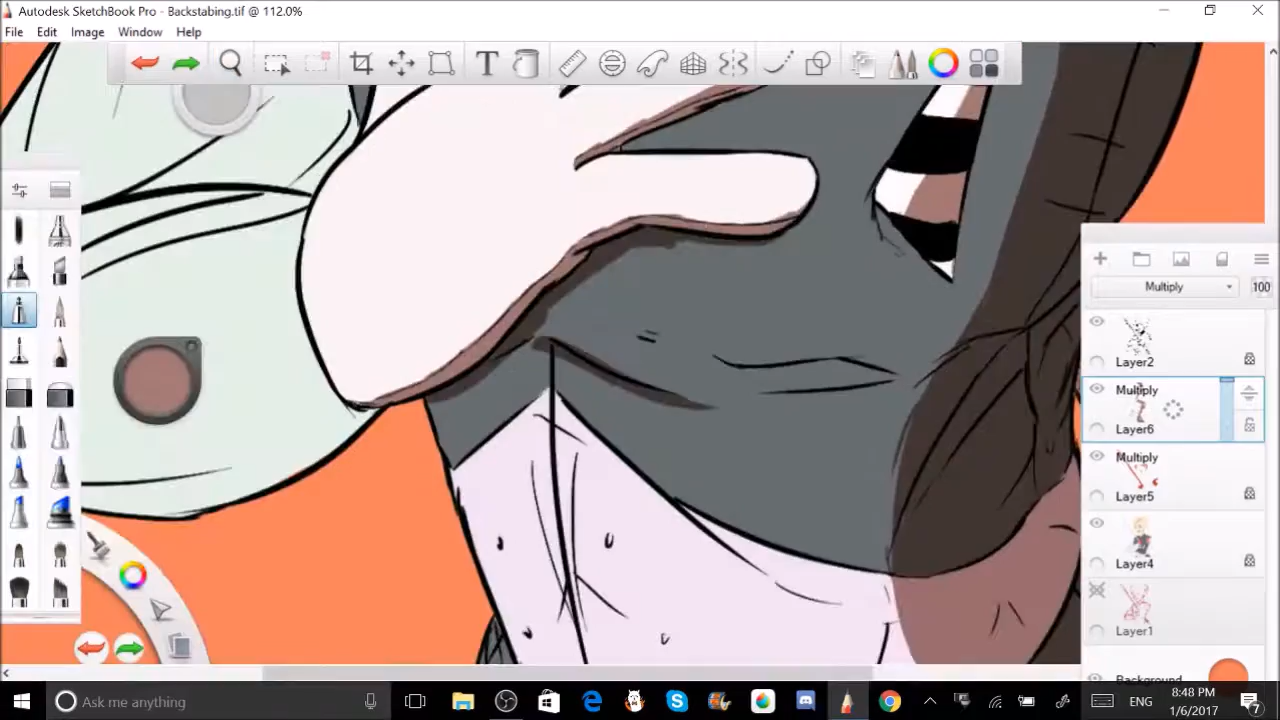 Autodesk SketchBook Pro - Backstabing.tif @ 112.0%
File Edit Image Window Help
T
Multiply 100
Layer2
Multiply
Layer6
Multiply
Layer5
Layer4
Layer1
Background
Ask me anything
ENG
8:48 PM
1/6/2017
7